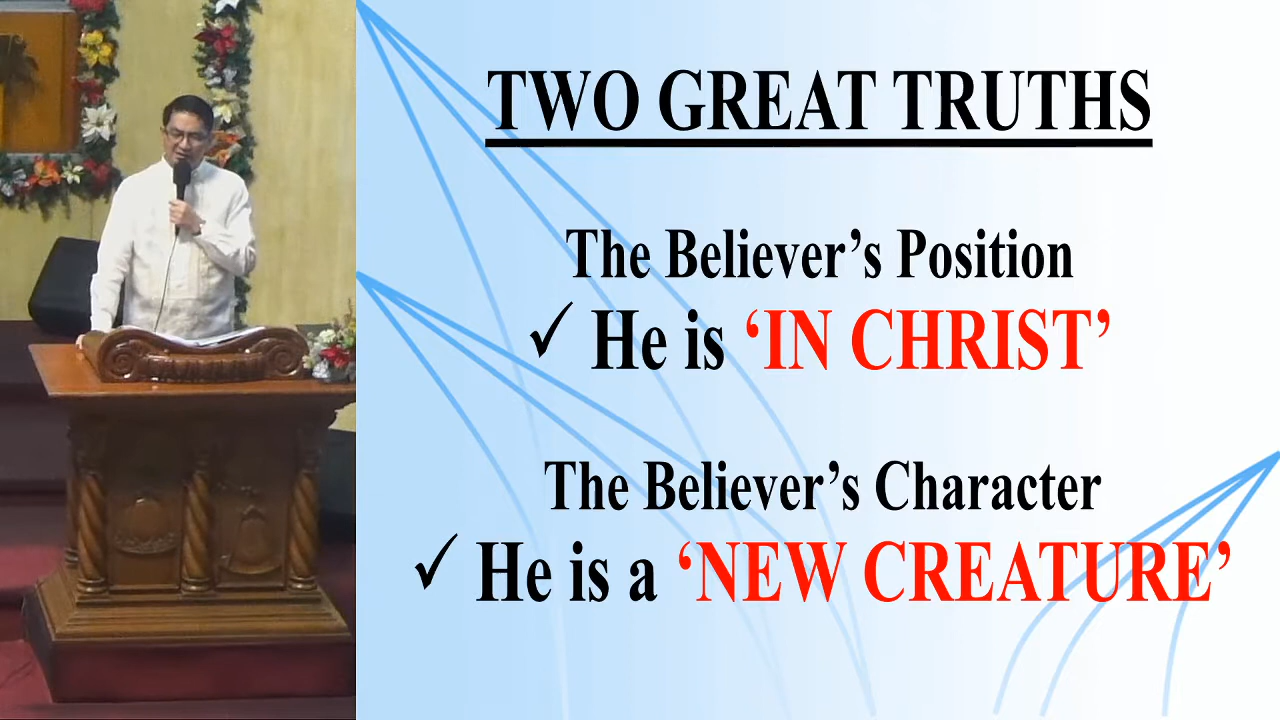 TWO GREAT TRUTHS
The Believer’s Position
✓ He is ‘IN CHRIST’
The Believer’s Character
✓ He is a ‘NEW CREATURE’